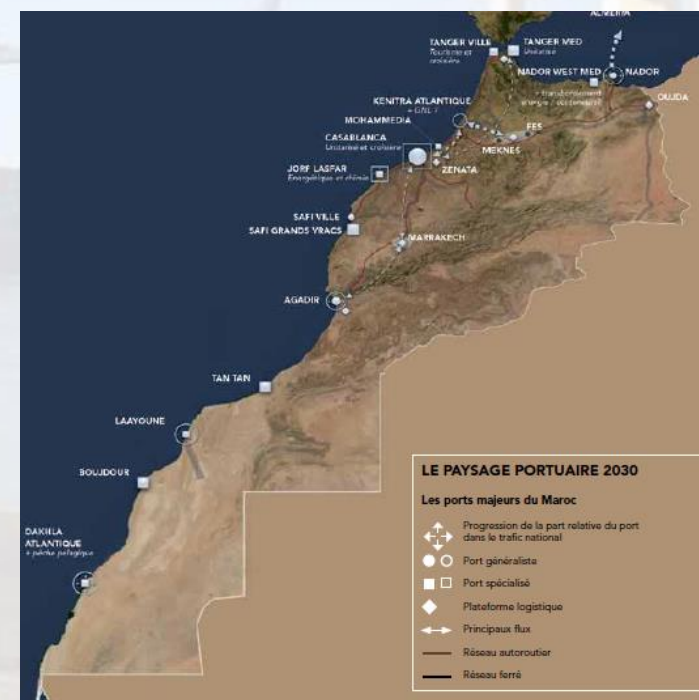 ALMERIA
TANGER VILLE
Tourisme et
croisière
TANGER MED
NADOR WEST MED
NADOR
+ transbordement
OUJDA
KENITRA ATLANTIQUE
MOHAMMEDIA
FES
MEKNES
CASABLANCA
Unitarisé et croisière
ZENATA
JORF LASFAR
Energétique et chimie
SAFI VILLE
SAFI GRANDS VRACS
MARRAKECH
AGADIR
TAN TAN
LAAYOUNE
BOUJDOUR
DAKHLA
ATLANTIQUE
+ pêche pélagique
LE PAYSAGE PORTUAIRE 2030
Les ports majeurs du Maroc
Progression de la part relative du port
dans le trafic national
Port généraliste
Port spécialisé
Plateforme logistique
Principaux flux
Réseau autoroutier
Réseau ferré